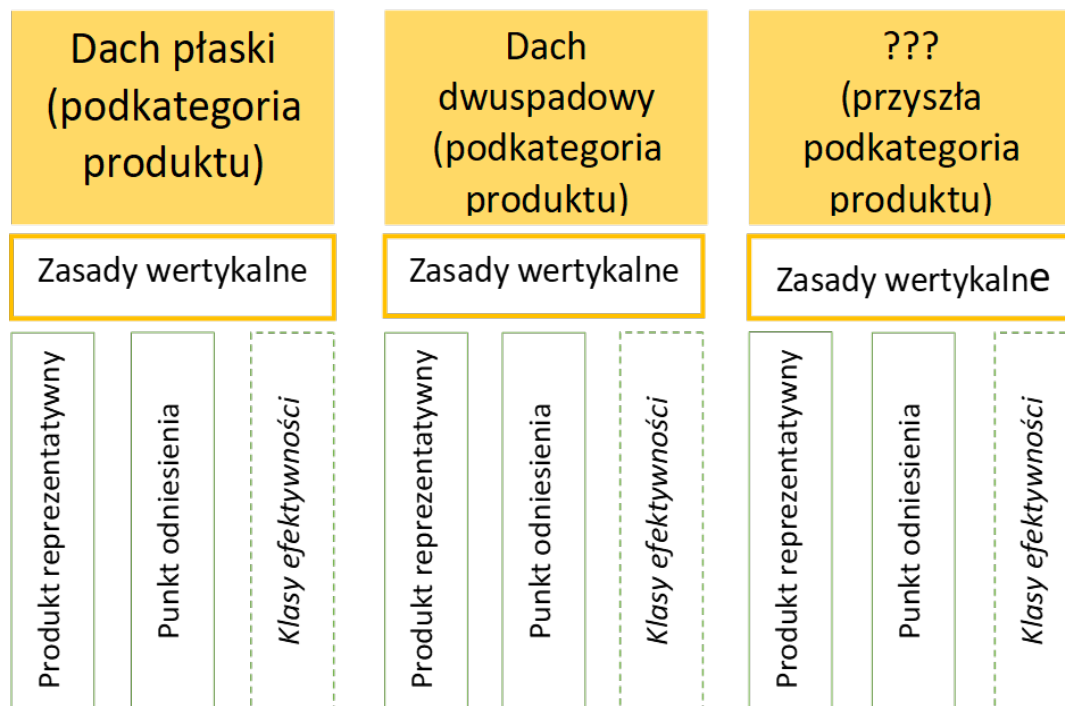 Dach płaski
(podkategoria
produktu)
Dach
dwuspadowy
(podkategoria
produktu)
???
(przyszła
podkategoria
produktu)
Zasady wertykalne
Zasady wertykalne
Zasady wertykalne
Produkt reprezentatywny
Punkt odniesienia
Klasy efektywności
Produkt reprezentatywny
Punkt odniesienia
Klasy efektywności
Produkt reprezentatywny
Punkt odniesienia
Klasy efektywności